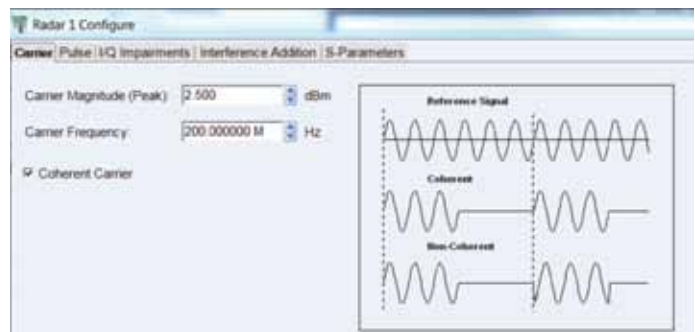 Radar 1 Configure
Carrier Pulse I/Q Impairments Interference Addition S-Parameters
Carrier Magnitude (Peak): 2.500 dBm
Carrier Frequency: 200.000000 M Hz
Coherent Carrier
Reference Signal
Coherent
Non-Coherent